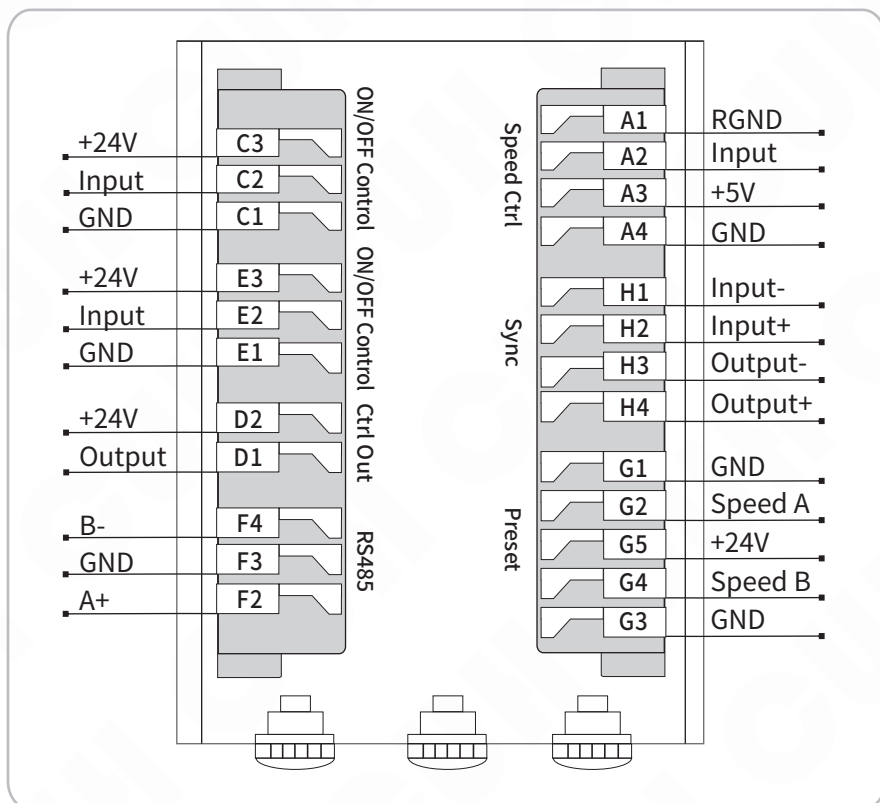 +24V C3
Input C2
GND C1
ON/OFF Control
+24V E3
Input E2
GND E1
ON/OFF Control
+24V D2
Output D1
Ctrl Out
B- F4
GND F3
A+ F2
RS485
Speed Ctrl
A1 RGND
A2 Input
A3 +5V
A4 GND
Sync
H1 Input-
H2 Input+
H3 Output-
H4 Output+
Preset
G1 GND
G2 Speed A
G5 +24V
G4 Speed B
G3 GND